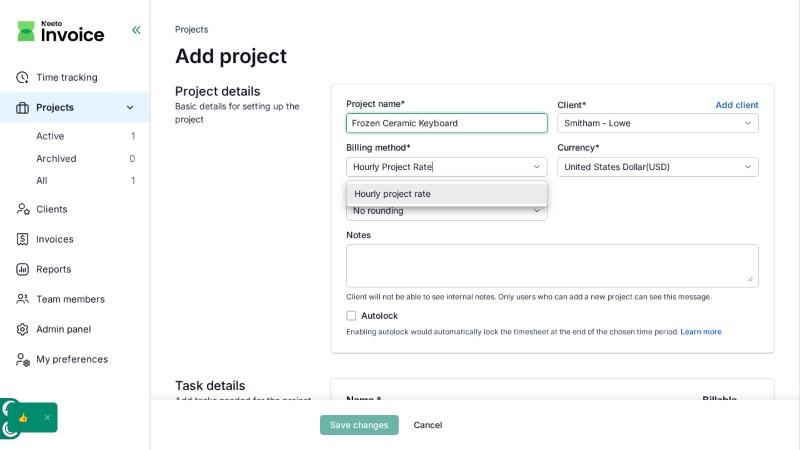 Neeto
Invoice
Time tracking
Projects
Active 1
Archived 0
All 1
Clients
Invoices
Reports
Team members
Admin panel
My preferences
Projects
Add project
Project details
Basic details for setting up the
project
Project name*
Frozen Ceramic Keyboard
Client*
Add client
Smitham - Lowe
Billing method*
Hourly Project Rate
Currency*
United States Dollar(USD)
Hourly project rate
No rounding
Notes
Client will not be able to see internal notes. Only users who can add a new project can see this message.
Autolock
Enabling autolock would automatically lock the timesheet at the end of the chosen time period. Learn more
Task details
Add tasks needed for the project
Name *
Billable
Save changes
Cancel